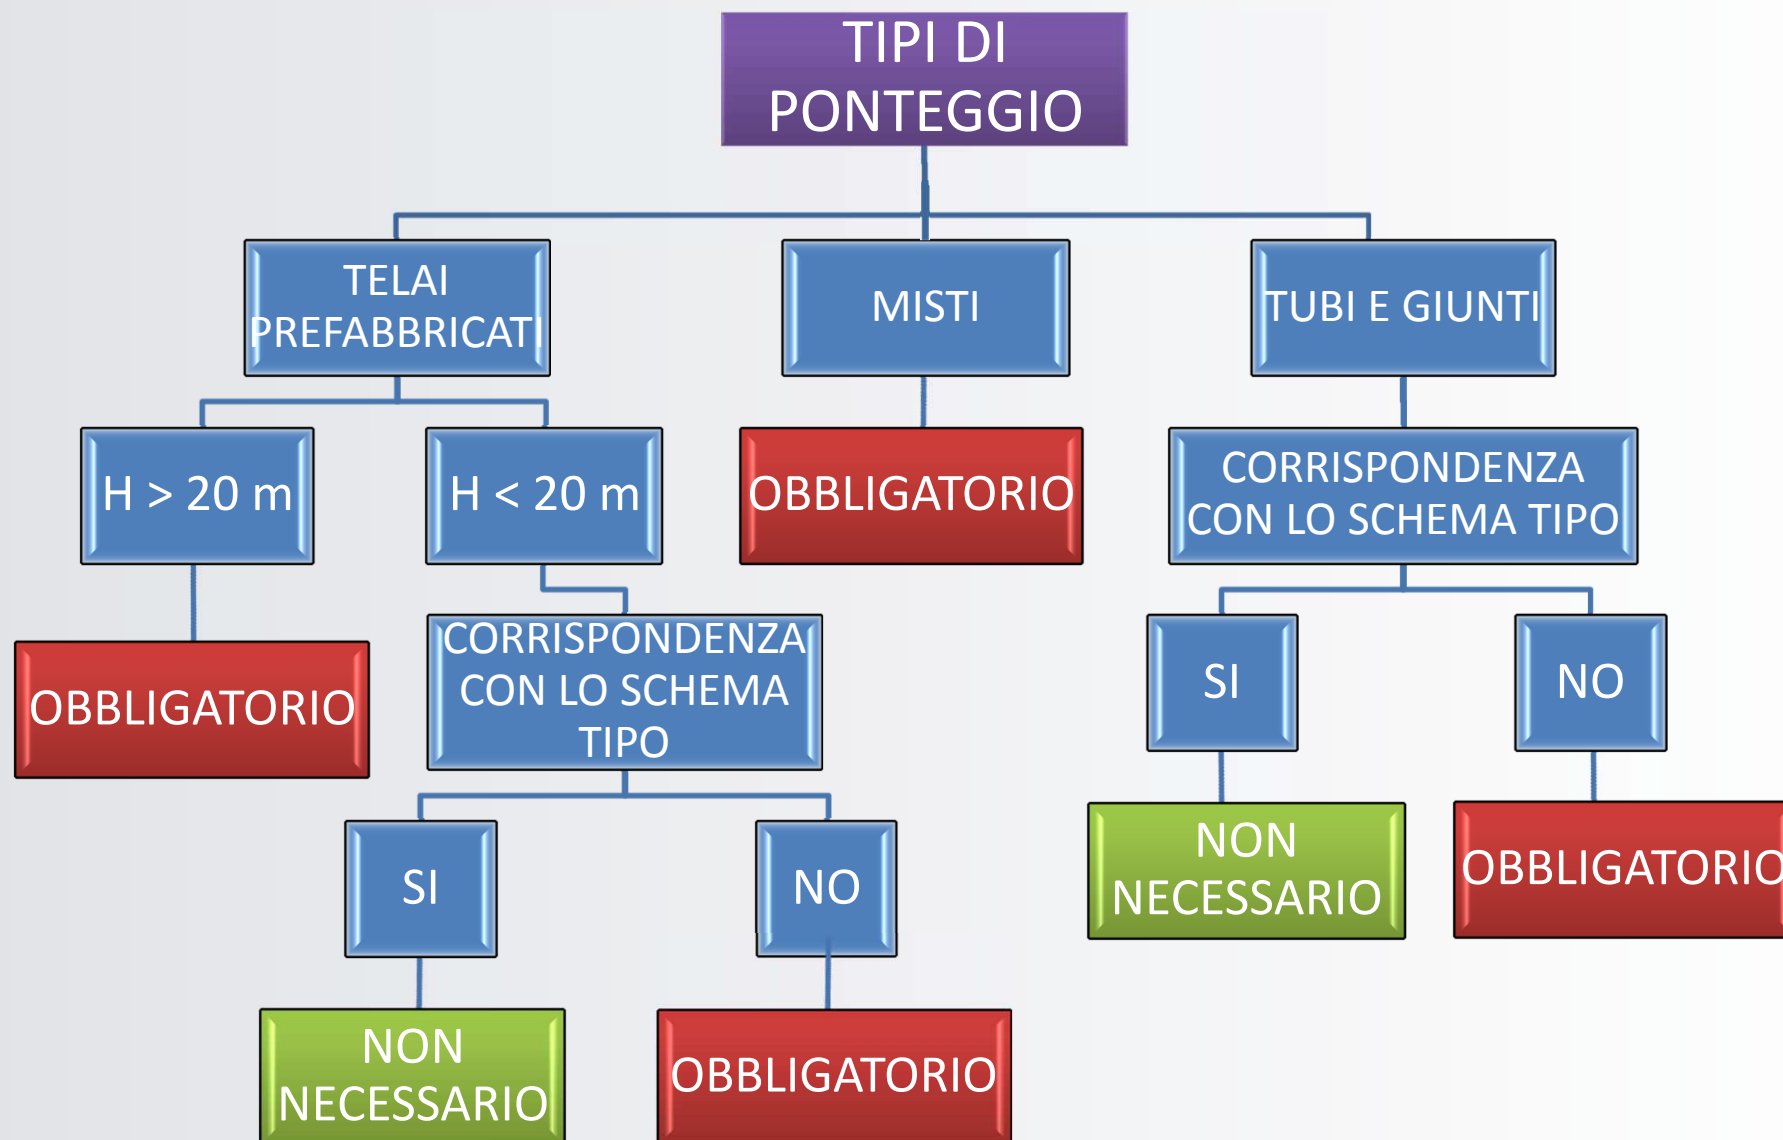 TIPI DI
PONTEGGIO
TELAI
PREFABBRICATI
MISTI
TUBI E GIUNTI
H > 20 m
H < 20 m
OBBLIGATORIO
CORRISPONDENZA
CON LO SCHEMA TIPO
OBBLIGATORIO
CORRISPONDENZA
CON LO SCHEMA
TIPO
SI
NO
SI
NO
NON
NECESSARIO
OBBLIGATORIO
NON
NECESSARIO
OBBLIGATORIO